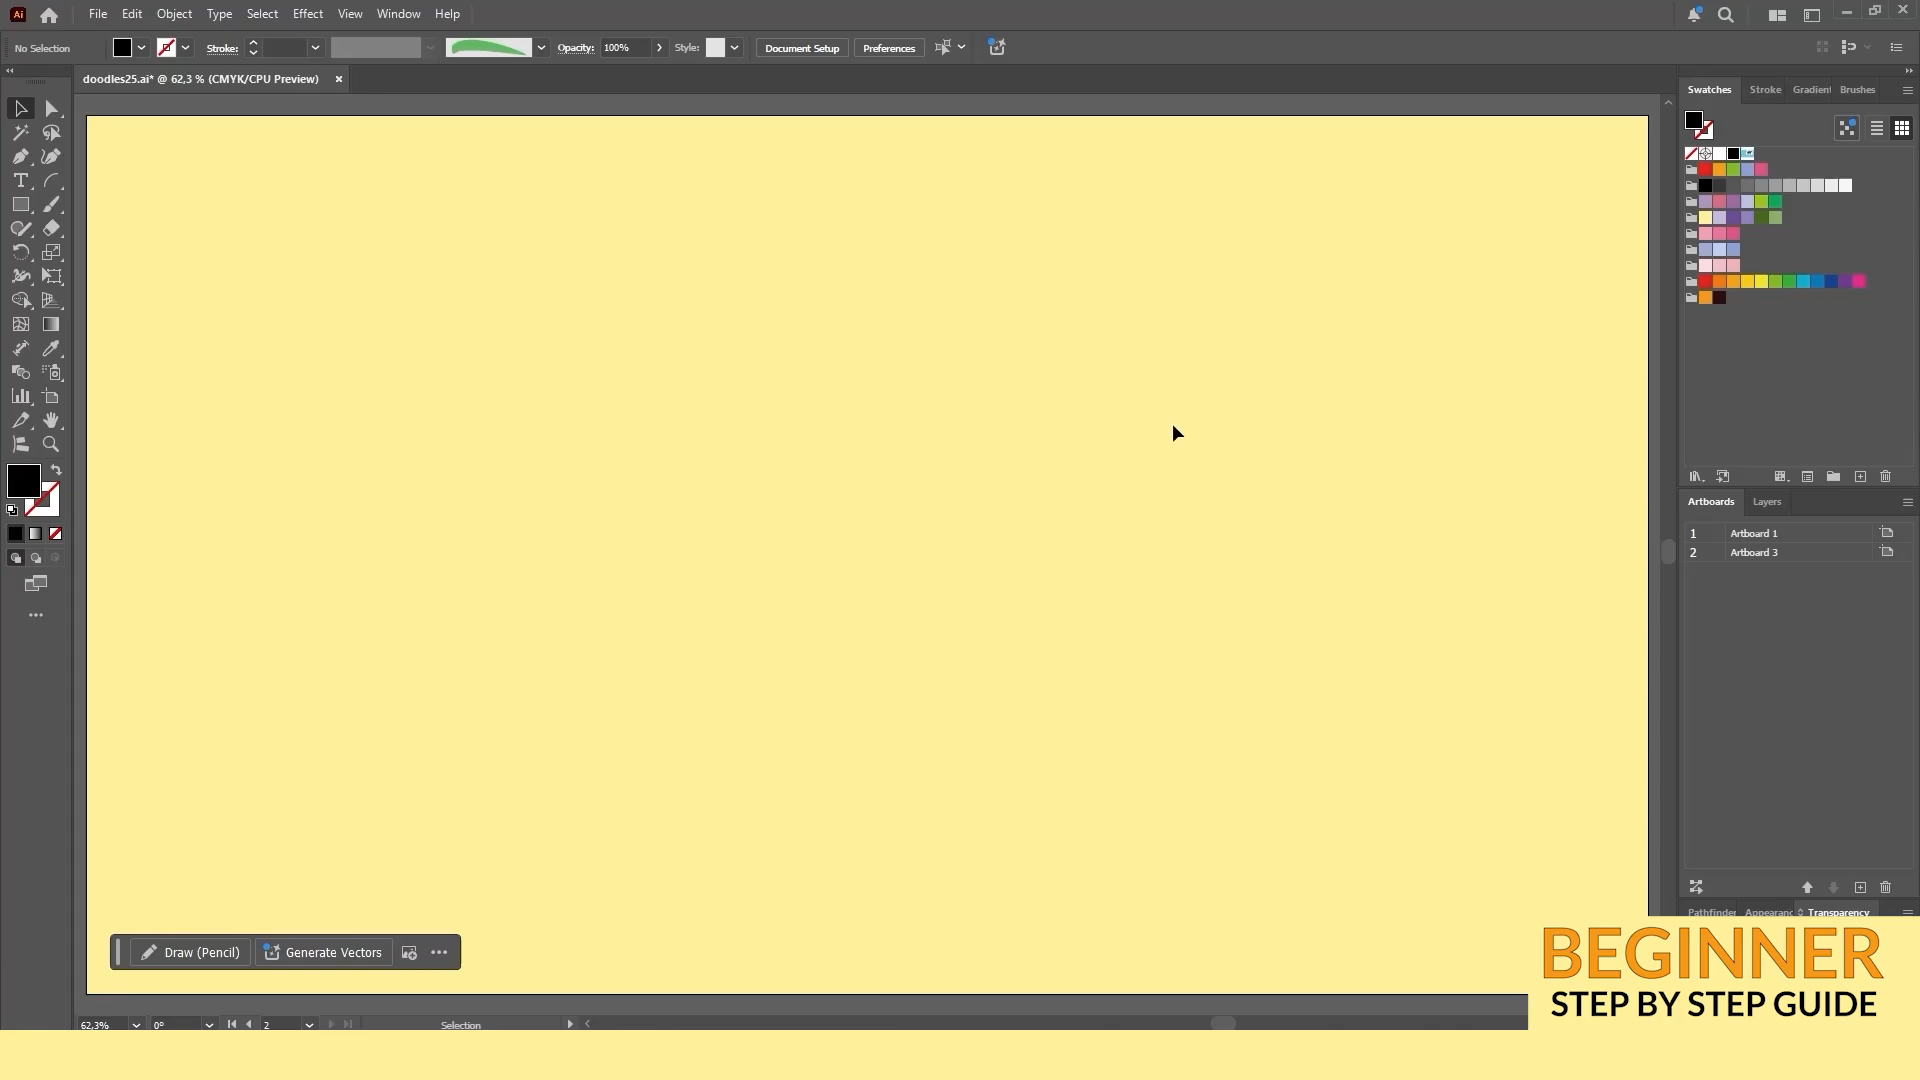 Ai File Edit Object Type Select Effect View Window Help
No Selection Stroke: Opacity: 100% Style: Document Setup Preferences
doodles25.ai* @ 62,3 % (CMYK/CPU Preview) ×
Swatches Stroke Gradient Brushes
Artboards Layers
1 Artboard 1
2 Artboard 3
Pathfinder Appearanc Transparency
Draw (Pencil) Generate Vectors
BEGINNER
STEP BY STEP GUIDE
62,3% 0° 2 Selection